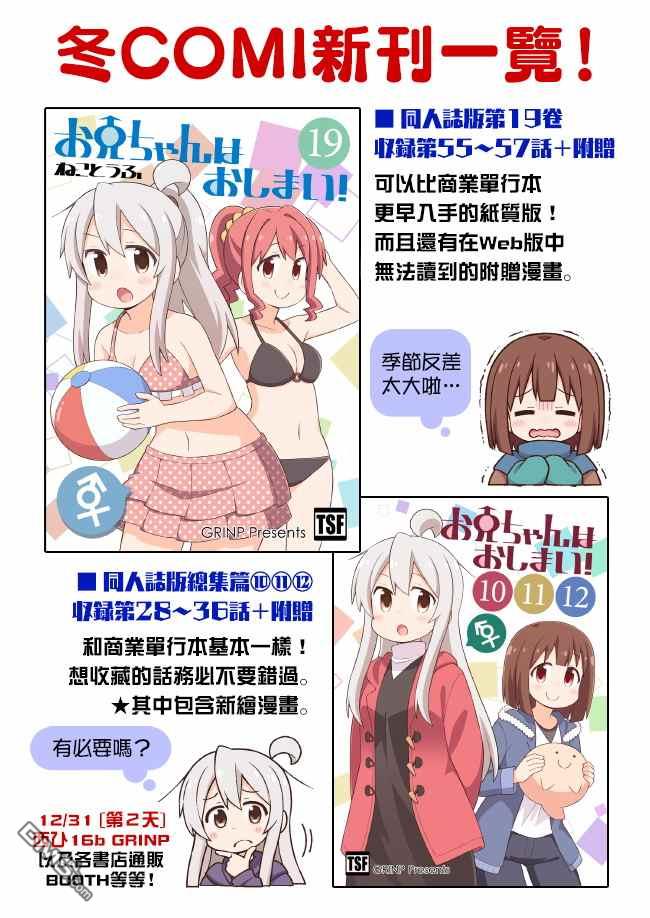 冬COMI新刊一覽！
お兄ちゃんは
おしまい！
19
ねことうふ
GRINP Presents
TSF
■ 同人誌版第19卷
收録第55～57話＋附贈
可以比商業單行本
更早入手的紙質版！
而且還有在Web版中
無法讀到的附贈漫畫。
季節反差
太大啦…
お兄ちゃんは
おしまい！
10 11 12
GRINP Presents
TSF
■ 同人誌版總集篇⑩⑪⑫
收録第28～36話＋附贈
和商業單行本基本一樣！
想收藏的話務必不要錯過。
★其中包含新繪漫畫。
有必要嗎？
12/31 [第2天]
西ひ16b GRINP
以及各書店通販
BOOTH等等！